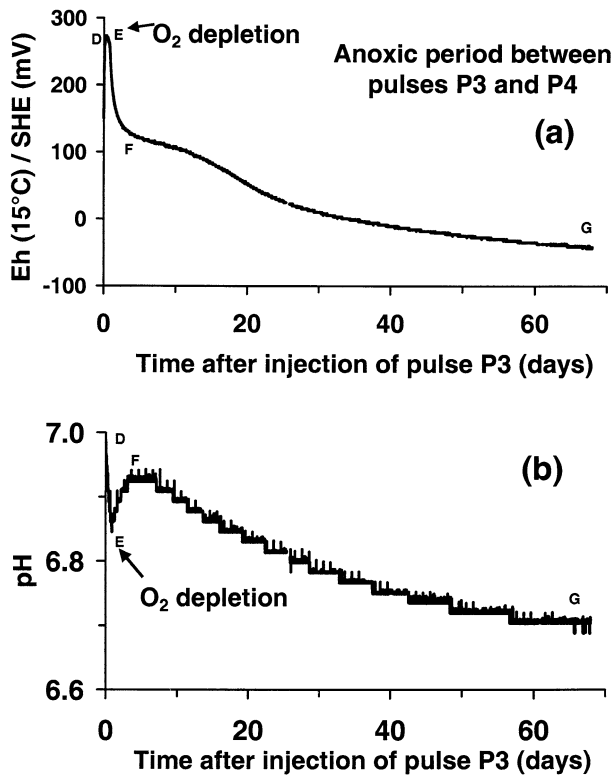 300
D E O2 depletion
Anoxic period between
pulses P3 and P4
200
(a)
100
F
0
G
-100
Eh (15°C) / SHE (mV)
0 20 40 60
Time after injection of pulse P3 (days)
7.0
D
F
(b)
6.8
E
O2 depletion
G
pH
6.6
0 20 40 60
Time after injection of pulse P3 (days)